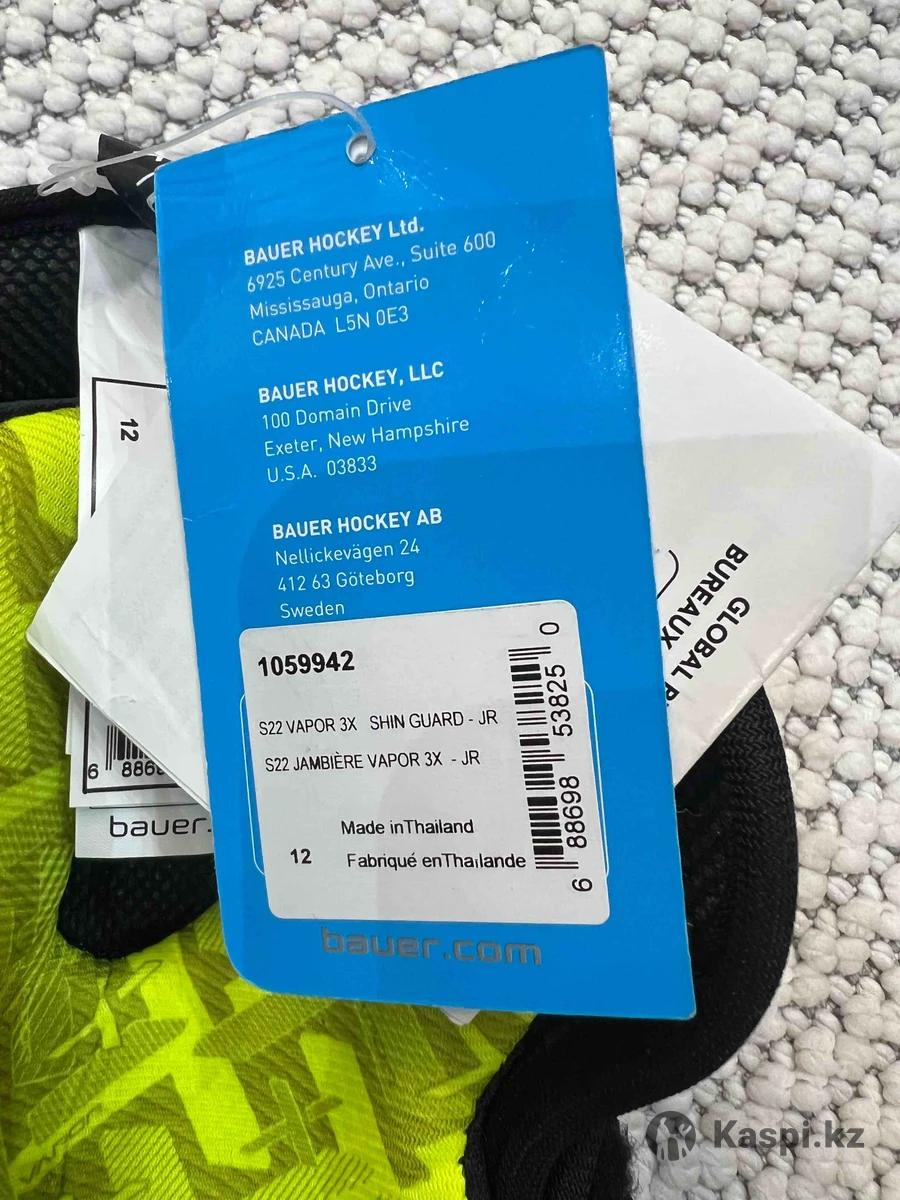 BAUER HOCKEY Ltd.
6925 Century Ave., Suite 600
Mississauga, Ontario
CANADA L5N 0E3
BAUER HOCKEY, LLC
100 Domain Drive
Exeter, New Hampshire
U.S.A. 03833
BAUER HOCKEY AB
Nellickevägen 24
412 63 Göteborg
Sweden
1059942
S22 VAPOR 3X SHIN GUARD - JR
S22 JAMBIÈRE VAPOR 3X - JR
Made inThailand
12 Fabriqué enThaïlande
6 88698 53825 0
bauer.com
12
6 8869
bauer.
GLOBAL
BUREAUX
Kaspi.kz